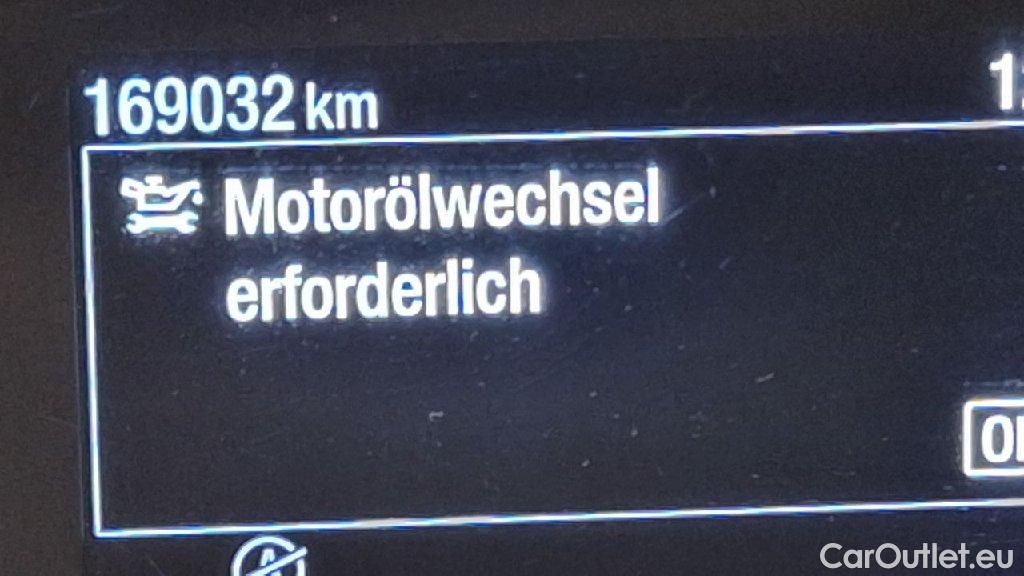 169032 km
Motorölwechsel
erforderlich
CarOutlet.eu